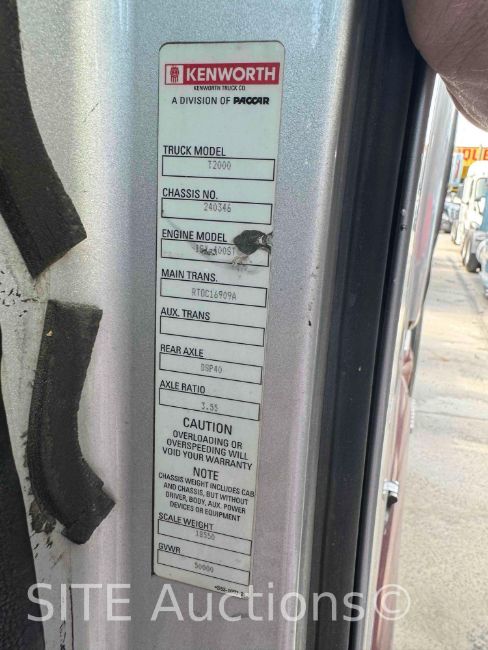 KENWORTH
KENWORTH TRUCK CO
A DIVISION OF PACCAR
TRUCK MODEL
T2000
CHASSIS NO.
240346
ENGINE MODEL
400ST
MAIN TRANS.
RTOC16909A
AUX. TRANS
REAR AXLE
DSP40
AXLE RATIO
3.55
CAUTION
OVERLOADING OR
OVERSPEEDING WILL
VOID YOUR WARRANTY
NOTE
CHASSIS WEIGHT INCLUDES CAB
AND CHASSIS, BUT WITHOUT
DRIVER, BODY, AUX. POWER
DEVICES OR EQUIPMENT
SCALE WEIGHT
18550
GVWR
50000
SITE Auctions©